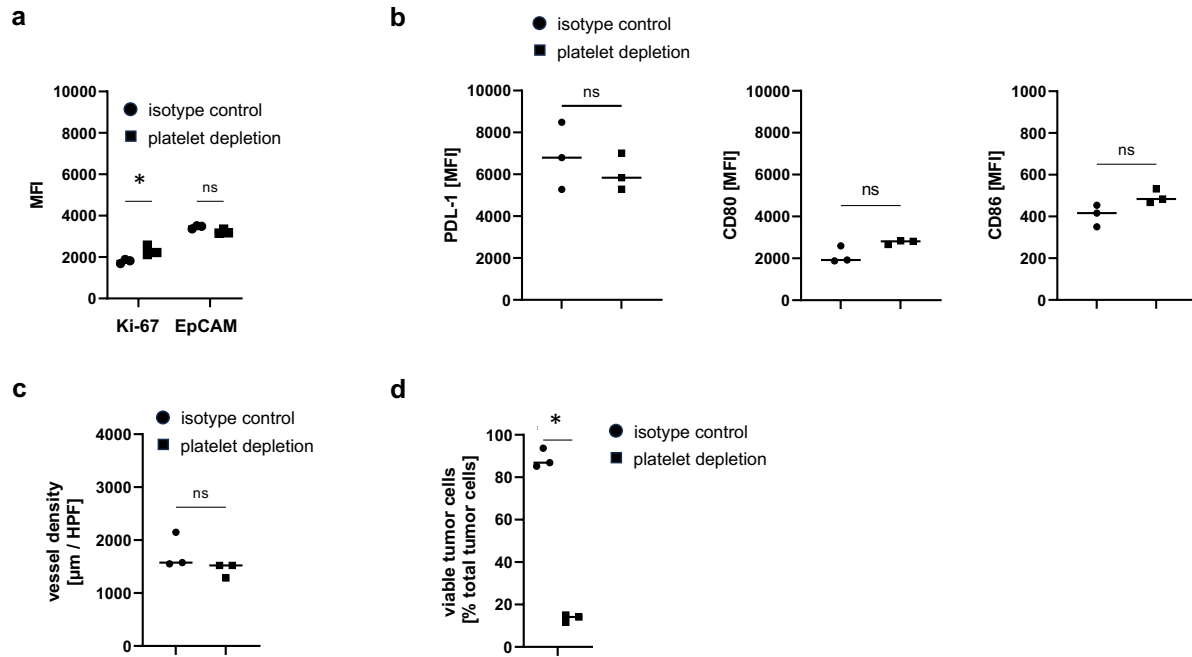 a
isotype control
platelet depletion
MFI
10000
8000
6000
4000
2000
0
*
ns
Ki-67
EpCAM
b
isotype control
platelet depletion
PDL-1 [MFI]
10000
8000
6000
4000
2000
0
ns
CD80 [MFI]
10000
8000
6000
4000
2000
0
ns
CD86 [MFI]
1000
800
600
400
200
0
ns
c
isotype control
platelet depletion
vessel density
[µm / HPF]
4000
3000
2000
1000
0
ns
d
isotype control
platelet depletion
viable tumor cells
[% total tumor cells]
100
80
60
40
20
0
*